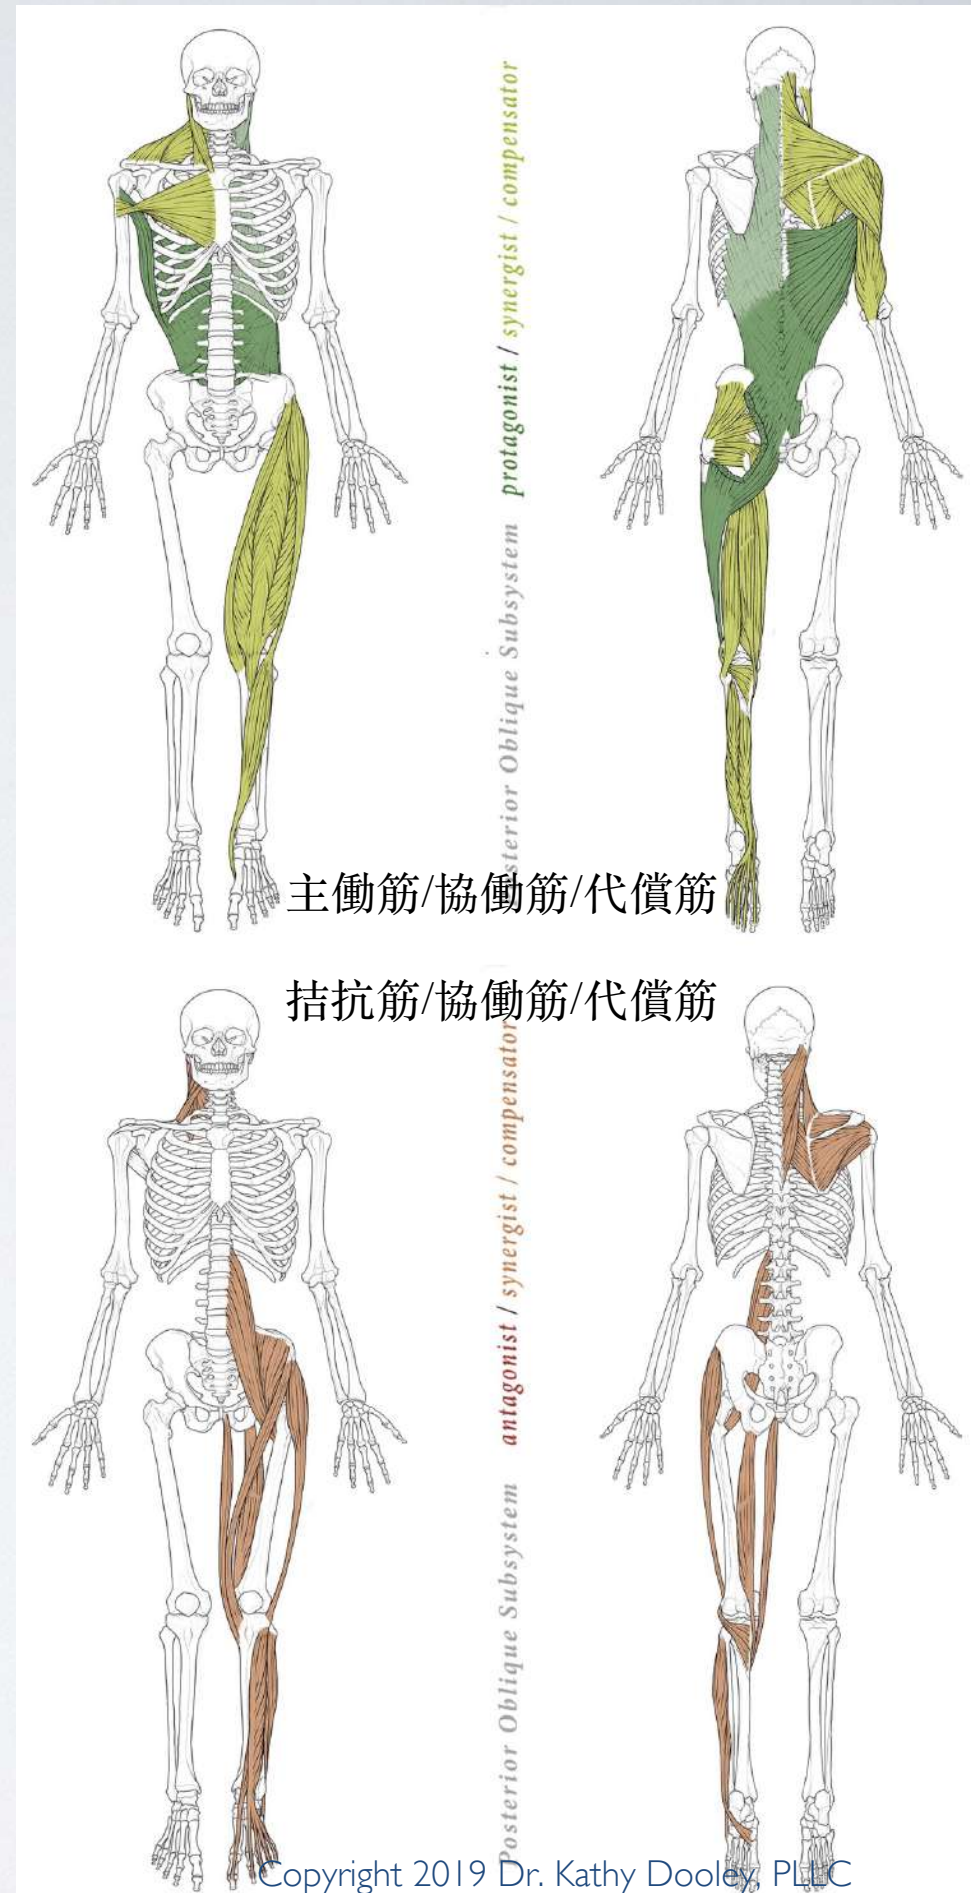 Posterior Oblique Subsystem protagonist / synergist / compensator
主働筋/協働筋/代償筋
拮抗筋/協働筋/代償筋
Posterior Oblique Subsystem antagonist / synergist / compensator
Copyright 2019 Dr. Kathy Dooley, PLLC